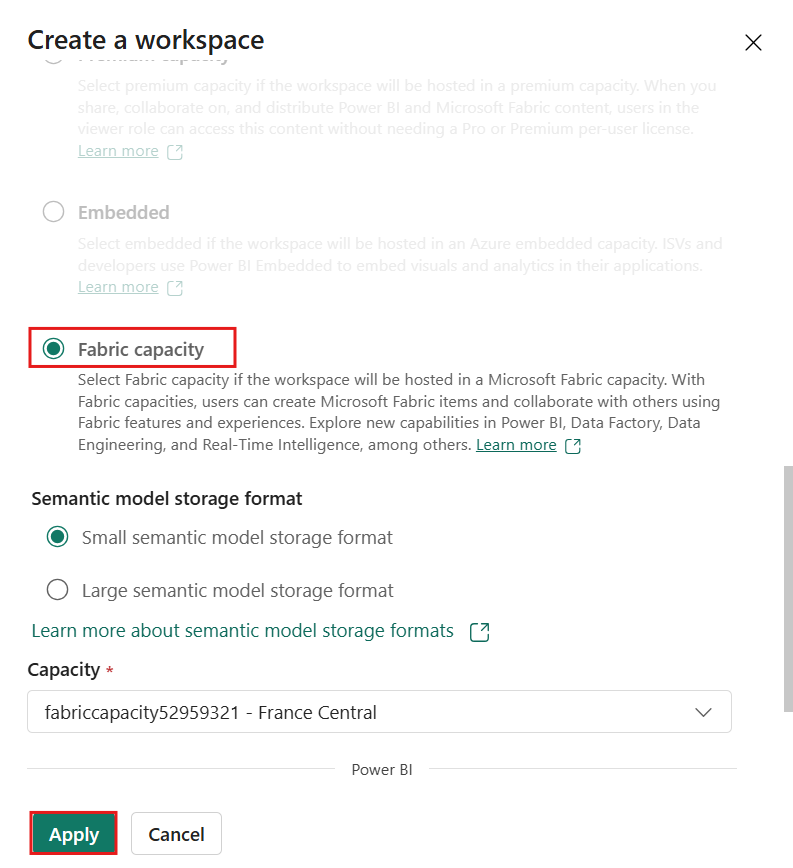 Create a workspace
Premium capacity
Select premium capacity if the workspace will be hosted in a premium capacity. When you
share, collaborate on, and distribute Power BI and Microsoft Fabric content, users in the
viewer role can access this content without needing a Pro or Premium per-user license.
Learn more
Embedded
Select embedded if the workspace will be hosted in an Azure embedded capacity. ISVs and
developers use Power BI Embedded to embed visuals and analytics in their applications.
Learn more
Fabric capacity
Select Fabric capacity if the workspace will be hosted in a Microsoft Fabric capacity. With
Fabric capacities, users can create Microsoft Fabric items and collaborate with others using
Fabric features and experiences. Explore new capabilities in Power BI, Data Factory, Data
Engineering, and Real-Time Intelligence, among others. Learn more
Semantic model storage format
Small semantic model storage format
Large semantic model storage format
Learn more about semantic model storage formats
Capacity *
fabriccapacity52959321 - France Central
Power BI
Apply Cancel